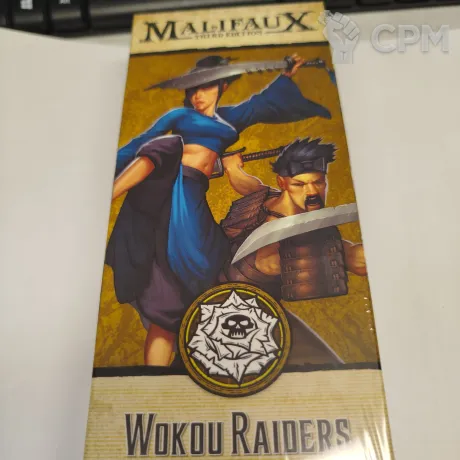 MALIFAUX
THIRD EDITION
CPM
WOKOU RAIDERS